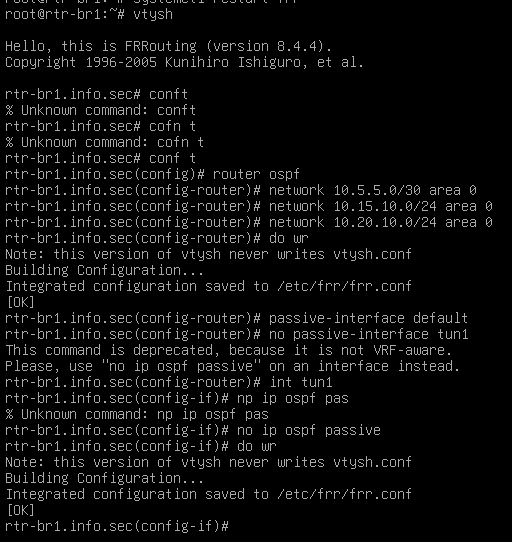 root@rtr-br1:~# systemctl restart frr
root@rtr-br1:~# vtysh
Hello, this is FRRouting (version 8.4.4).
Copyright 1996-2005 Kunihiro Ishiguro, et al.
rtr-br1.info.sec# conft
% Unknown command: conft
rtr-br1.info.sec# cofn t
% Unknown command: cofn t
rtr-br1.info.sec# conf t
rtr-br1.info.sec(config)# router ospf
rtr-br1.info.sec(config-router)# network 10.5.5.0/30 area 0
rtr-br1.info.sec(config-router)# network 10.15.10.0/24 area 0
rtr-br1.info.sec(config-router)# network 10.20.10.0/24 area 0
rtr-br1.info.sec(config-router)# do wr
Note: this version of vtysh never writes vtysh.conf
Building Configuration...
Integrated configuration saved to /etc/frr/frr.conf
[OK]
rtr-br1.info.sec(config-router)# passive-interface default
rtr-br1.info.sec(config-router)# no passive-interface tun1
This command is deprecated, because it is not VRF-aware.
Please, use "no ip ospf passive" on an interface instead.
rtr-br1.info.sec(config-router)# int tun1
rtr-br1.info.sec(config-if)# np ip ospf pas
% Unknown command: np ip ospf pas
rtr-br1.info.sec(config-if)# no ip ospf passive
rtr-br1.info.sec(config-if)# do wr
Note: this version of vtysh never writes vtysh.conf
Building Configuration...
Integrated configuration saved to /etc/frr/frr.conf
[OK]
rtr-br1.info.sec(config-if)#